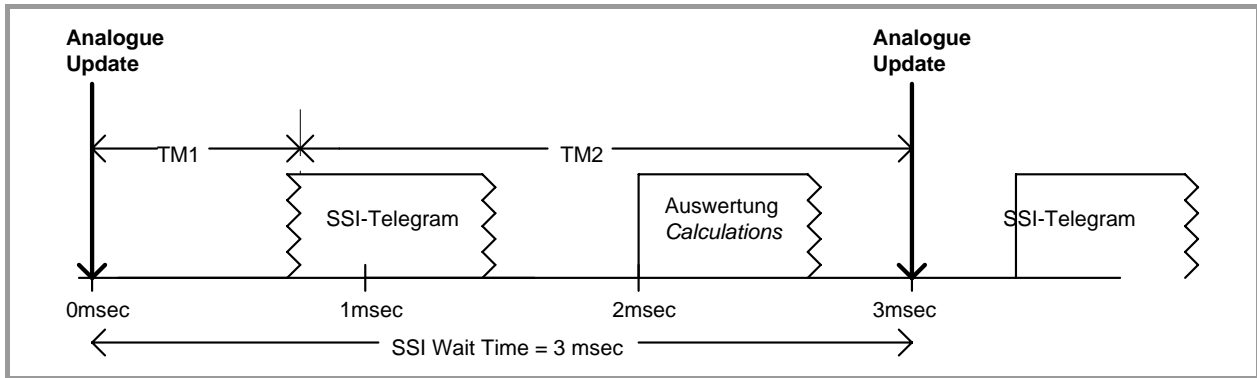 Analogue
Update
Analogue
Update
TM1
TM2
SSI-Telegram
Auswertung
Calculations
SSI-Telegram
0msec
1msec
2msec
3msec
SSI Wait Time = 3 msec